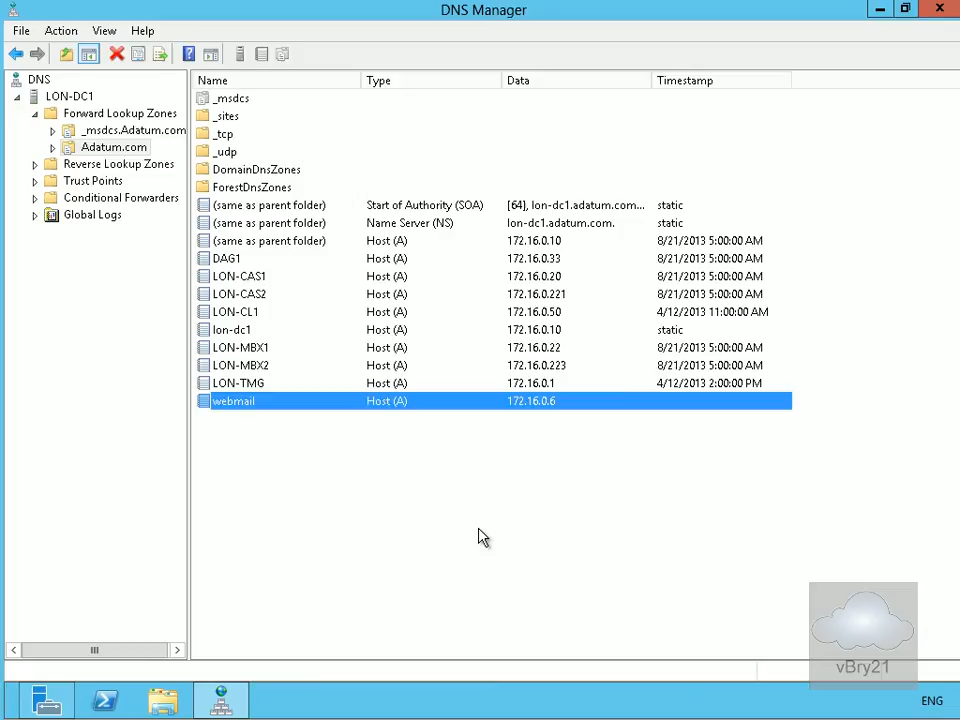 DNS Manager
File Action View Help
DNS
LON-DC1
Forward Lookup Zones
_msdcs.Adatum.com
Adatum.com
Reverse Lookup Zones
Trust Points
Conditional Forwarders
Global Logs
Name Type Data Timestamp
_msdcs
_sites
_tcp
_udp
DomainDnsZones
ForestDnsZones
(same as parent folder) Start of Authority (SOA) [64], lon-dc1.adatum.com... static
(same as parent folder) Name Server (NS) lon-dc1.adatum.com. static
(same as parent folder) Host (A) 172.16.0.10 8/21/2013 5:00:00 AM
DAG1 Host (A) 172.16.0.33 8/21/2013 5:00:00 AM
LON-CAS1 Host (A) 172.16.0.20 8/21/2013 5:00:00 AM
LON-CAS2 Host (A) 172.16.0.221 8/21/2013 5:00:00 AM
LON-CL1 Host (A) 172.16.0.50 4/12/2013 11:00:00 AM
lon-dc1 Host (A) 172.16.0.10 static
LON-MBX1 Host (A) 172.16.0.22 8/21/2013 5:00:00 AM
LON-MBX2 Host (A) 172.16.0.223 8/21/2013 5:00:00 AM
LON-TMG Host (A) 172.16.0.1 4/12/2013 2:00:00 PM
webmail Host (A) 172.16.0.6
vBry21
ENG